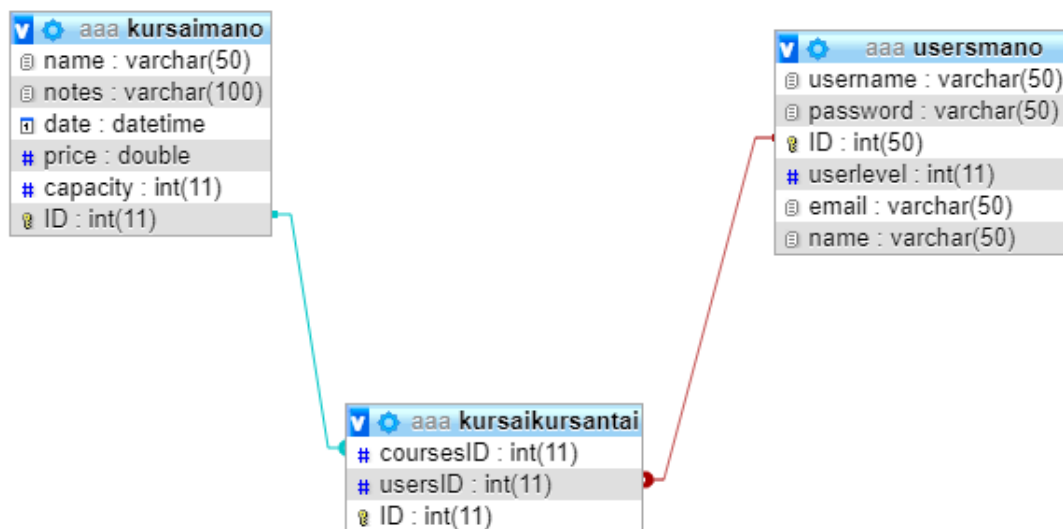 aaa kursaimano
name : varchar(50)
notes : varchar(100)
date : datetime
# price : double
# capacity : int(11)
ID : int(11)
aaa usersmano
username : varchar(50)
password : varchar(50)
ID : int(50)
# userlevel : int(11)
email : varchar(50)
name : varchar(50)
aaa kursaikursantai
# coursesID : int(11)
# usersID : int(11)
ID : int(11)